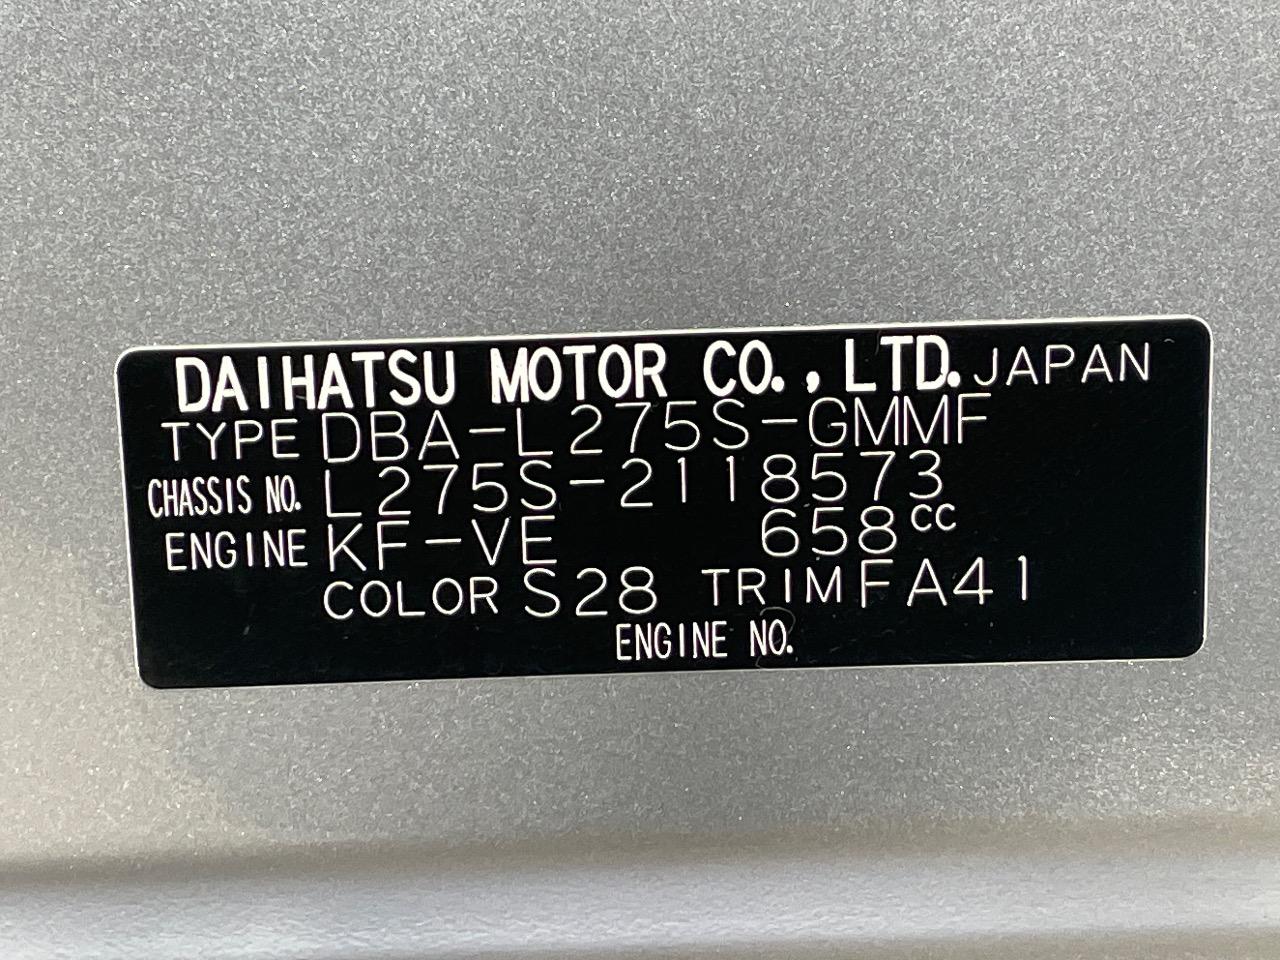 DAIHATSU MOTOR CO., LTD. JAPAN
TYPE DBA-L275S-GMMF
CHASSIS NO. L275S-2118573
ENGINE KF-VE 658cc
COLOR S28 TRIM FA41
ENGINE NO.